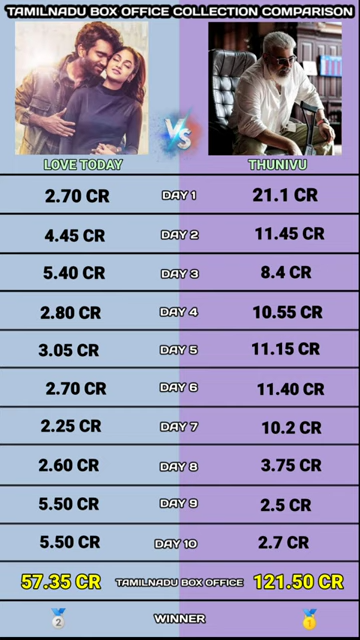 TAMILNADU BOX OFFICE COLLECTION COMPARISON
VS
LOVE TODAY THUNIVU
2.70 CR DAY 1 21.1 CR
4.45 CR DAY 2 11.45 CR
5.40 CR DAY 3 8.4 CR
2.80 CR DAY 4 10.55 CR
3.05 CR DAY 5 11.15 CR
2.70 CR DAY 6 11.40 CR
2.25 CR DAY 7 10.2 CR
2.60 CR DAY 8 3.75 CR
5.50 CR DAY 9 2.5 CR
5.50 CR DAY 10 2.7 CR
57.35 CR TAMILNADU BOX OFFICE 121.50 CR
2 WINNER 1